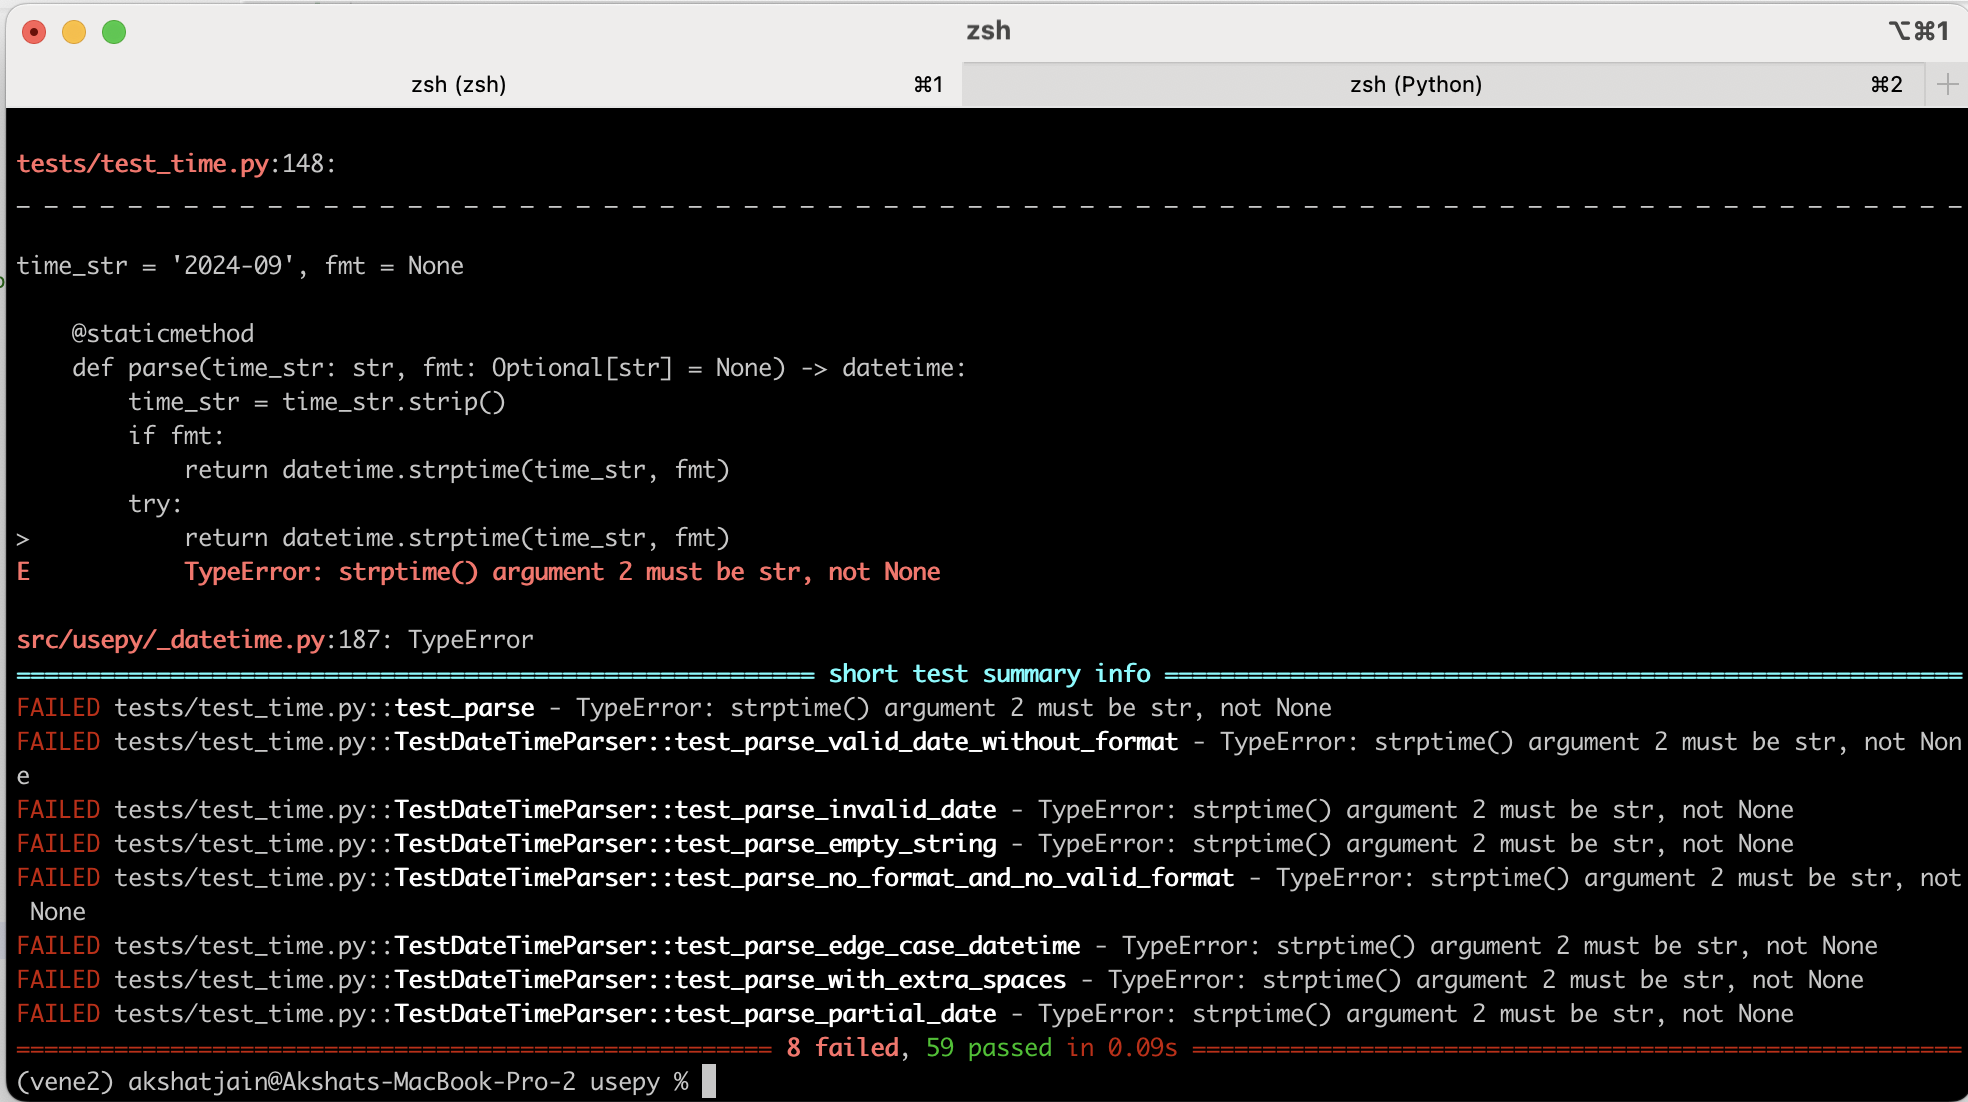 zsh
⌥⌘1
zsh (zsh) ⌘1
zsh (Python) ⌘2
tests/test_time.py:148:
_ _ _ _ _ _ _ _ _ _ _ _ _ _ _ _ _ _ _ _ _ _ _ _ _ _ _ _ _ _ _ _ _ _ _ _ _ _ _ _ _ _ _ _ _ _ _ _ _ _ _ _ _ _ _ _ _ _ _ _ _ _ _ _ _ _ _ _ _ _
time_str = '2024-09', fmt = None
    @staticmethod
    def parse(time_str: str, fmt: Optional[str] = None) -> datetime:
        time_str = time_str.strip()
        if fmt:
            return datetime.strptime(time_str, fmt)
        try:
>           return datetime.strptime(time_str, fmt)
E           TypeError: strptime() argument 2 must be str, not None
src/usepy/_datetime.py:187: TypeError
========================================================= short test summary info =========================================================
FAILED tests/test_time.py::test_parse - TypeError: strptime() argument 2 must be str, not None
FAILED tests/test_time.py::TestDateTimeParser::test_parse_valid_date_without_format - TypeError: strptime() argument 2 must be str, not Non
e
FAILED tests/test_time.py::TestDateTimeParser::test_parse_invalid_date - TypeError: strptime() argument 2 must be str, not None
FAILED tests/test_time.py::TestDateTimeParser::test_parse_empty_string - TypeError: strptime() argument 2 must be str, not None
FAILED tests/test_time.py::TestDateTimeParser::test_parse_no_format_and_no_valid_format - TypeError: strptime() argument 2 must be str, not
 None
FAILED tests/test_time.py::TestDateTimeParser::test_parse_edge_case_datetime - TypeError: strptime() argument 2 must be str, not None
FAILED tests/test_time.py::TestDateTimeParser::test_parse_with_extra_spaces - TypeError: strptime() argument 2 must be str, not None
FAILED tests/test_time.py::TestDateTimeParser::test_parse_partial_date - TypeError: strptime() argument 2 must be str, not None
====================================================== 8 failed, 59 passed in 0.09s =======================================================
(vene2) akshatjain@Akshats-MacBook-Pro-2 usepy %